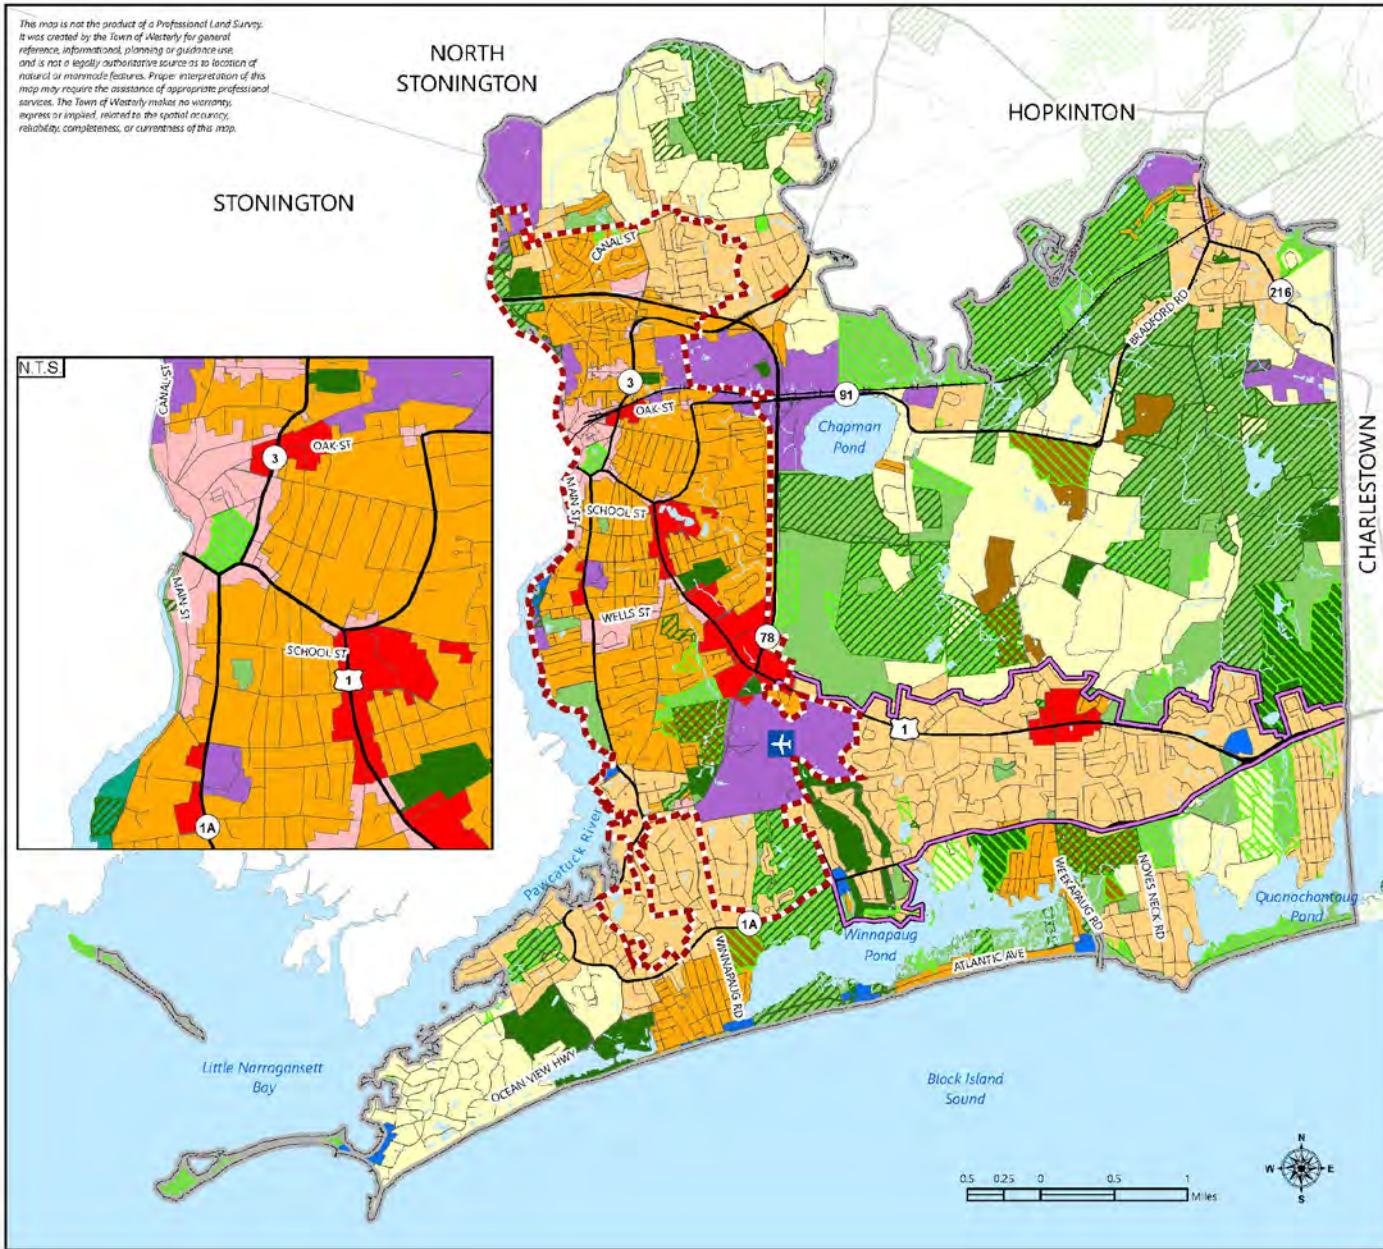 This map is not the product of a Professional Land Survey.
It was created by the Town of Westerly for general
reference, informational, planning or guidance use,
and is not a legally authoritative source as to location of
natural or manmade features. Proper interpretation of this
map may require the assistance of appropriate professional
services. The Town of Westerly makes no warranty,
express or implied, related to the spatial accuracy,
reliability, completeness, or currentness of this map.
NORTH
STONINGTON
HOPKINTON
STONINGTON
CANAL ST
216
BRADFORD RD
N.T.S.
CANAL ST
3
OAK ST
91
Chapman
Pond
CHARLESTOWN
3
OAK ST
MAIN ST
SCHOOL ST
MAIN ST
WELLS ST
78
SCHOOL ST
1
1
1A
Pawcatuck River
1A
WINNAPAUG RD
Winnapaug
Pond
WEEKAPAUG RD
NOYES NECK RD
Quonochontaug
Pond
ATLANTIC AVE
OCEAN VIEW HWY
Little Narragansett
Bay
Block Island
Sound
N
W E
S
0.5 0.25 0 0.5 1
Miles